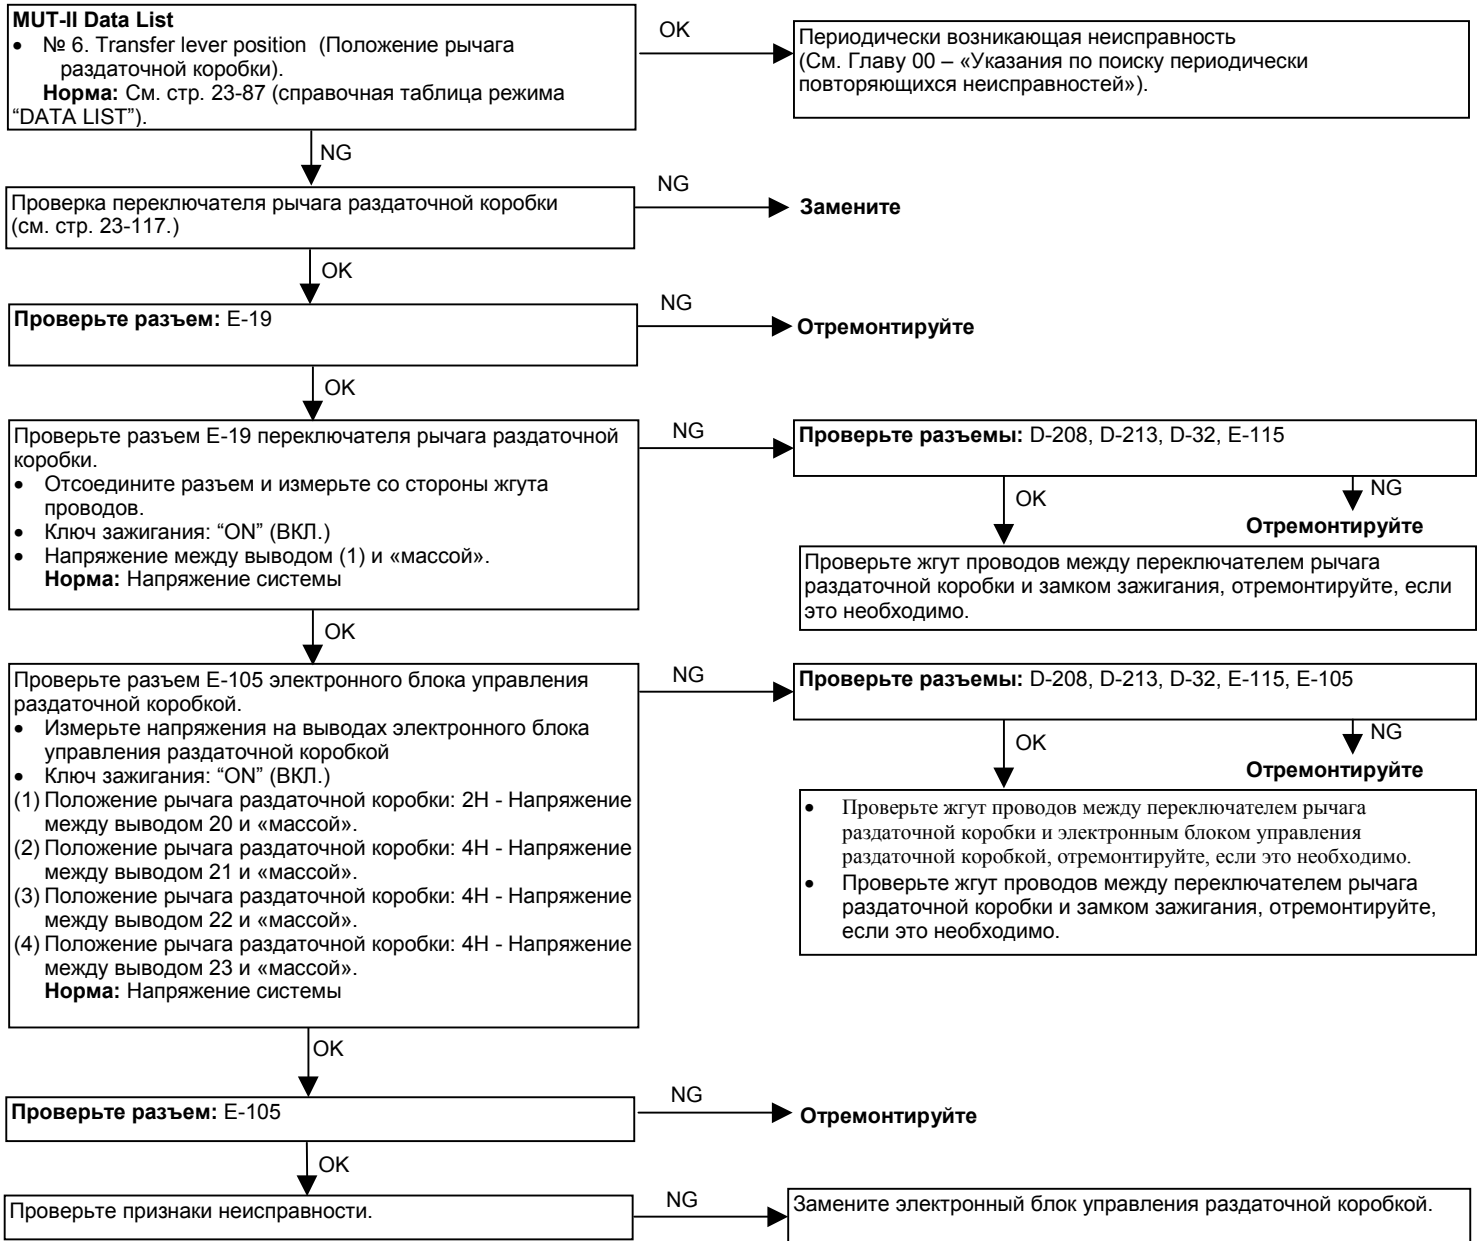 MUT-II Data List
• № 6. Transfer lever position (Положение рычага
раздаточной коробки).
Норма: См. стр. 23-87 (справочная таблица режима
“DATA LIST”).
OK
Периодически возникающая неисправность
(См. Главу 00 – «Указания по поиску периодически
повторяющихся неисправностей»).
NG
Проверка переключателя рычага раздаточной коробки
(см. стр. 23-117.)
NG
Замените
OK
Проверьте разъем: E-19
NG
Отремонтируйте
OK
Проверьте разъем E-19 переключателя рычага раздаточной
коробки.
• Отсоедините разъем и измерьте со стороны жгута
проводов.
• Ключ зажигания: “ON” (ВКЛ.)
• Напряжение между выводом (1) и «массой».
Норма: Напряжение системы
NG
Проверьте разъемы: D-208, D-213, D-32, E-115
OK
NG
Отремонтируйте
Проверьте жгут проводов между переключателем рычага
раздаточной коробки и замком зажигания, отремонтируйте, если
это необходимо.
OK
Проверьте разъем E-105 электронного блока управления
раздаточной коробкой.
• Измерьте напряжения на выводах электронного блока
управления раздаточной коробкой
• Ключ зажигания: “ON” (ВКЛ.)
(1) Положение рычага раздаточной коробки: 2H - Напряжение
между выводом 20 и «массой».
(2) Положение рычага раздаточной коробки: 4H - Напряжение
между выводом 21 и «массой».
(3) Положение рычага раздаточной коробки: 4H - Напряжение
между выводом 22 и «массой».
(4) Положение рычага раздаточной коробки: 4H - Напряжение
между выводом 23 и «массой».
Норма: Напряжение системы
NG
Проверьте разъемы: D-208, D-213, D-32, E-115, E-105
OK
NG
Отремонтируйте
• Проверьте жгут проводов между переключателем рычага
раздаточной коробки и электронным блоком управления
раздаточной коробкой, отремонтируйте, если это необходимо.
• Проверьте жгут проводов между переключателем рычага
раздаточной коробки и замком зажигания, отремонтируйте,
если это необходимо.
OK
Проверьте разъем: E-105
NG
Отремонтируйте
OK
Проверьте признаки неисправности.
NG
Замените электронный блок управления раздаточной коробкой.